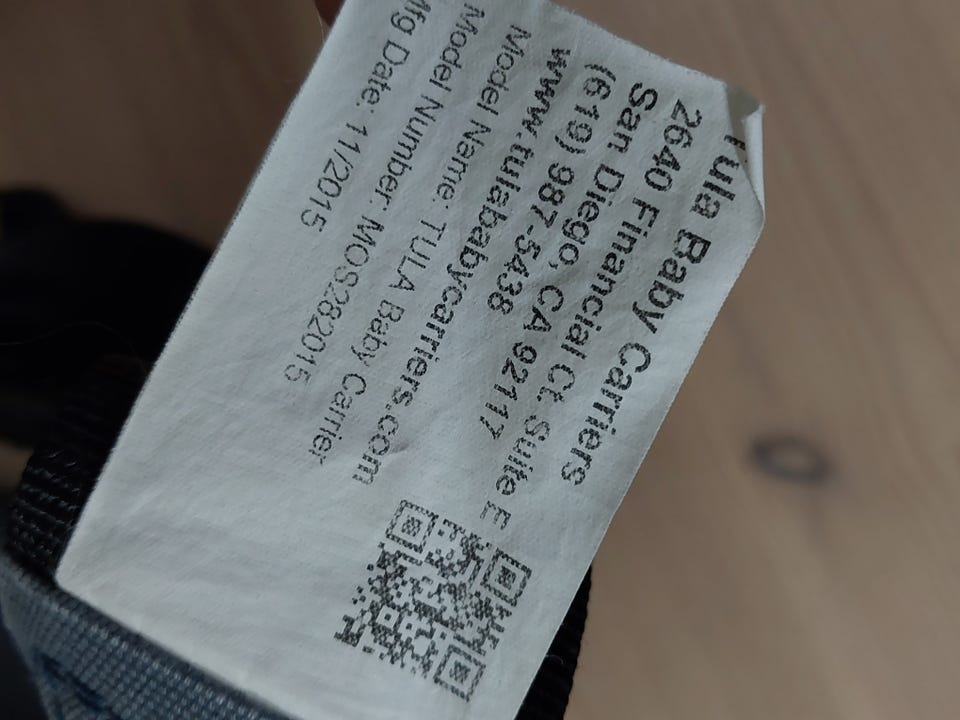 Tula Baby Carriers
2640 Financial Ct. Suite E
San Diego, CA 92117
(619) 987-5438
www.tulababycarriers.com
Model Name: TULA Baby Carrier
Model Number: MOS282015
Mfg Date: 11/2015